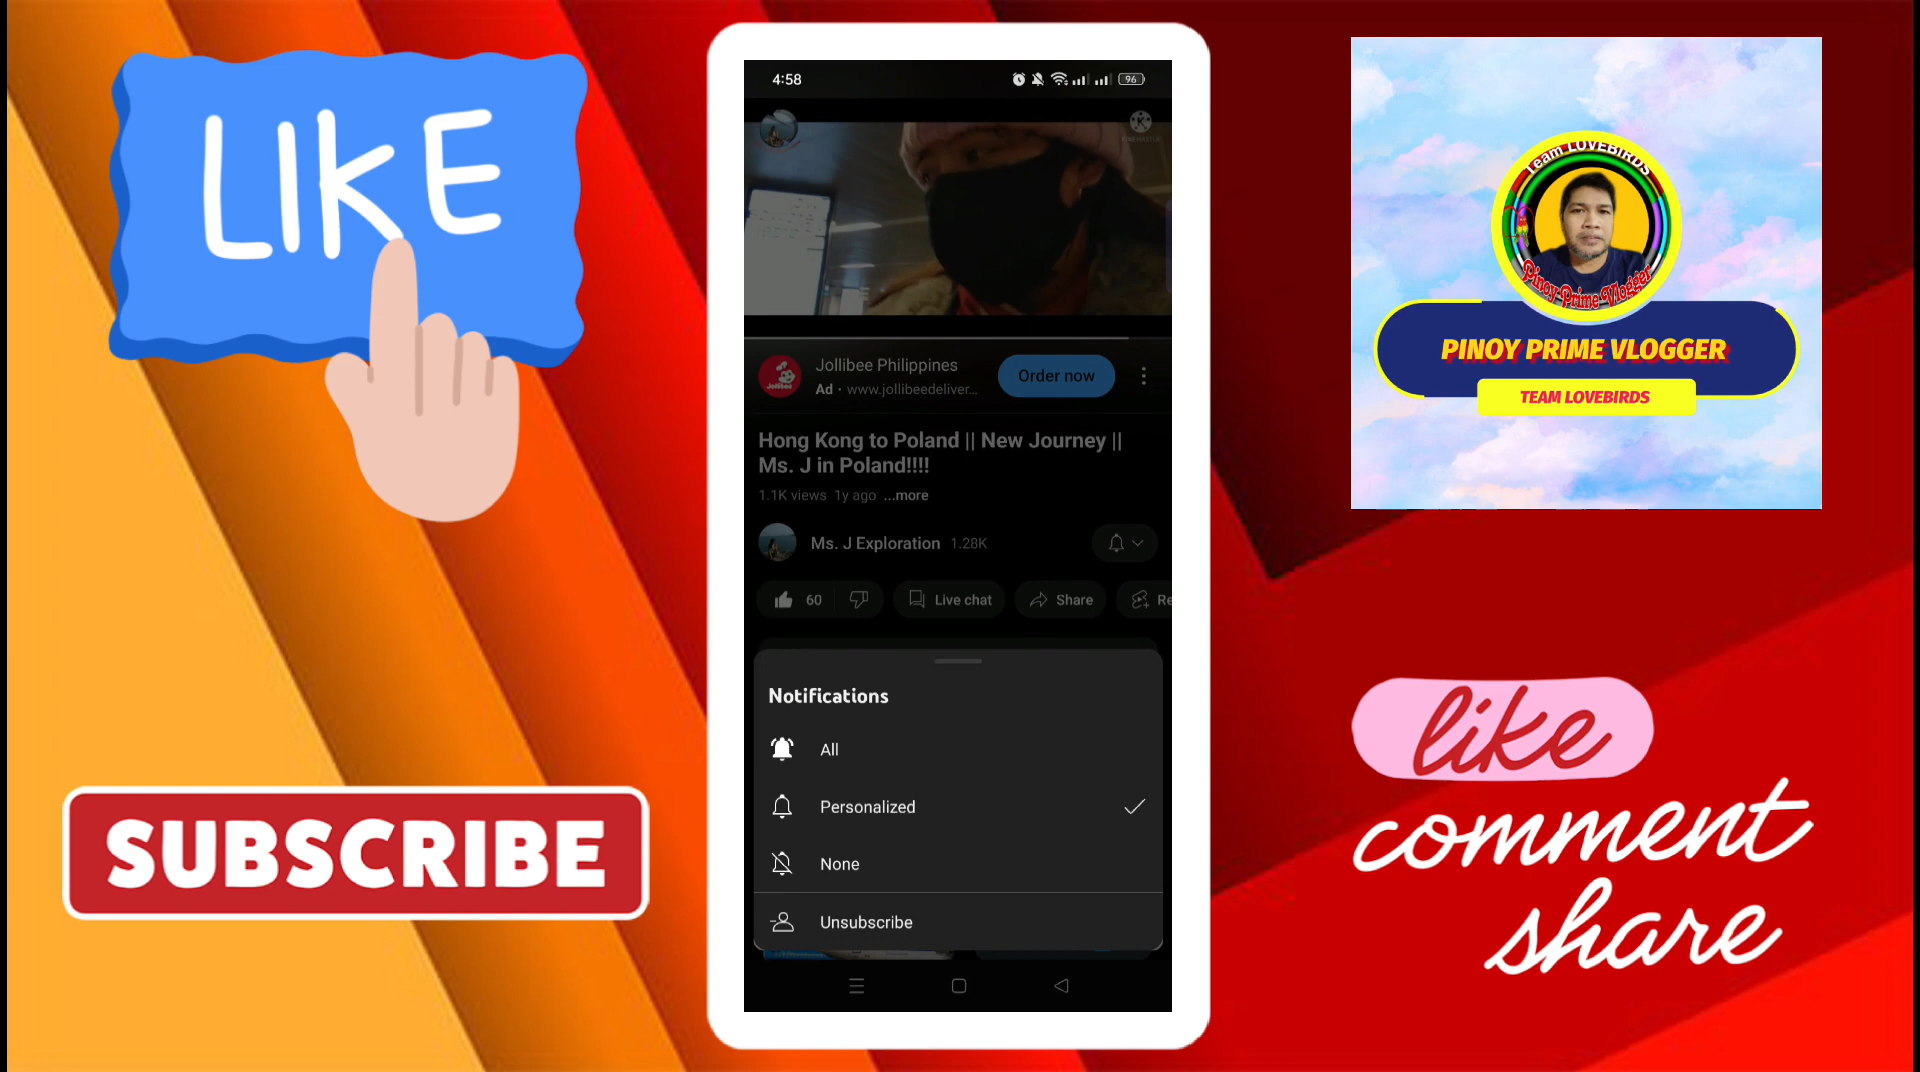 LIKE
SUBSCRIBE
4:58
96
Jollibee
Jollibee Philippines
Ad · www.jollibeedeliver...
Order now
Hong Kong to Poland || New Journey ||
Ms. J in Poland!!!!
1.1K views 1y ago ...more
Ms. J Exploration 1.28K
60
Live chat
Share
Re
Notifications
All
Personalized
None
Unsubscribe
Team LOVEBIRDS
Pinoy Prime Vlogger
PINOY PRIME VLOGGER
TEAM LOVEBIRDS
like
comment
share